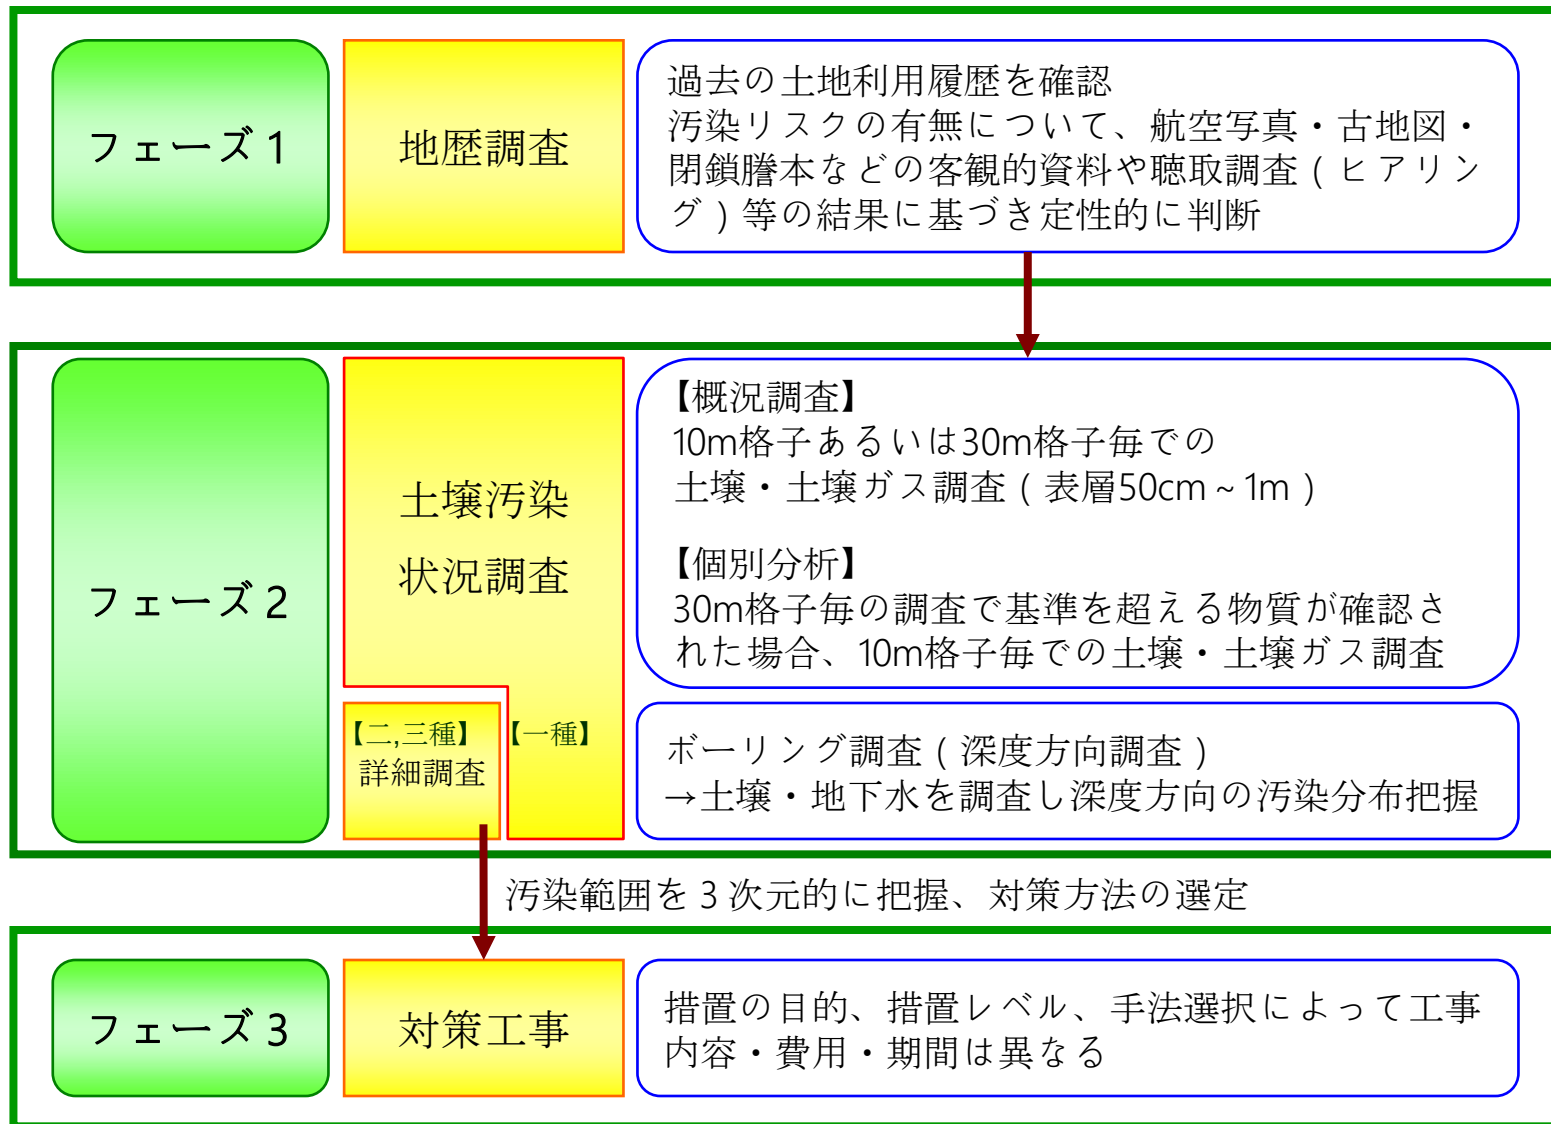 フェーズ1
地歴調査
過去の土地利用履歴を確認
汚染リスクの有無について、航空写真・古地図・
閉鎖謄本などの客観的資料や聴取調査(ヒアリン
グ)等の結果に基づき定性的に判断
フェーズ2
土壌汚染
状況調査
【概況調査】
10m格子あるいは30m格子毎での
土壌・土壌ガス調査(表層50cm~1m)
【個別分析】
30m格子毎の調査で基準を超える物質が確認さ
れた場合、10m格子毎での土壌・土壌ガス調査
【二,三種】
詳細調査
【一種】
ボーリング調査(深度方向調査)
→土壌・地下水を調査し深度方向の汚染分布把握
汚染範囲を3次元的に把握、対策方法の選定
フェーズ3
対策工事
措置の目的、措置レベル、手法選択によって工事
内容・費用・期間は異なる